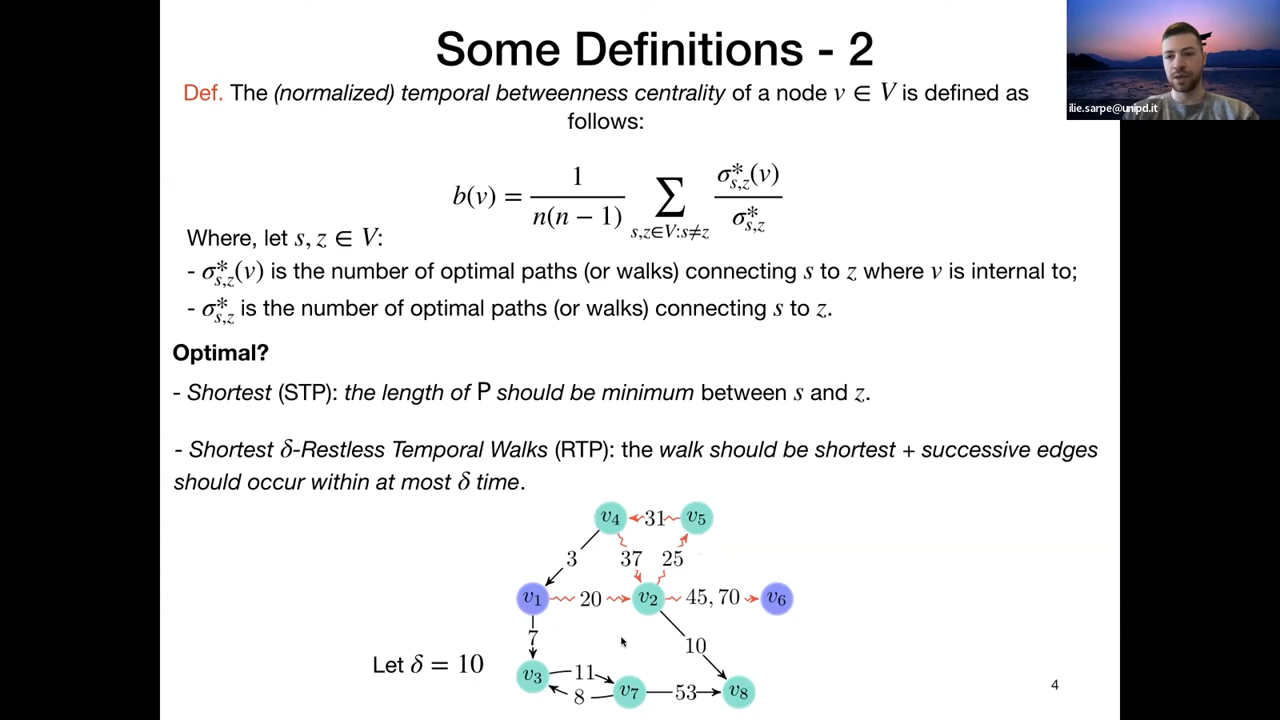 Some Definitions - 2
ilie.sarpe@unipd.it
Def. The (normalized) temporal betweenness centrality of a node v ∈ V is defined as
follows:
b(v) = 1/(n(n − 1)) ∑_{s,z∈V:s≠z} σ*_{s,z}(v)/σ*_{s,z}
Where, let s, z ∈ V:
- σ*_{s,z}(v) is the number of optimal paths (or walks) connecting s to z where v is internal to;
- σ*_{s,z} is the number of optimal paths (or walks) connecting s to z.
Optimal?
- Shortest (STP): the length of P should be minimum between s and z.
- Shortest δ-Restless Temporal Walks (RTP): the walk should be shortest + successive edges
should occur within at most δ time.
v4 31 v5
3 37 25
v1 20 v2 45, 70 v6
7 10
Let δ = 10
v3 11 8 v7 53 v8
4